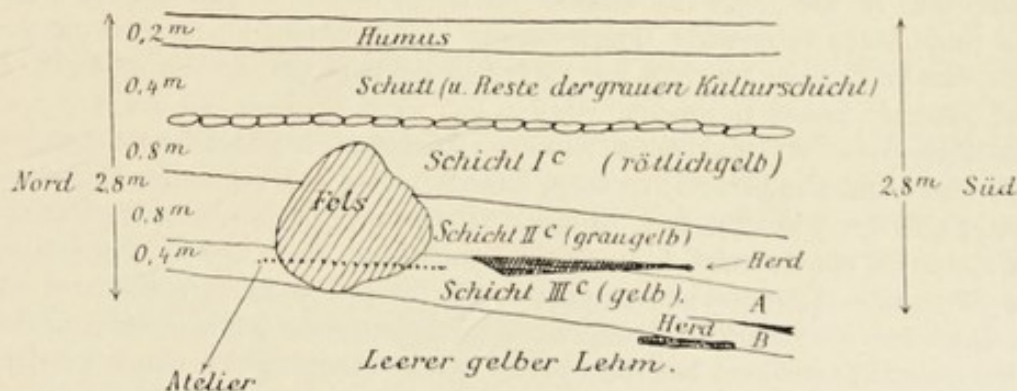 0,2 m Humus
0,4 m Schutt (u. Reste der grauen Kulturschicht)
0,8 m Schicht I c (rötlichgelb)
Nord 2,8 m 2,8 m Süd
Fels
0,8 m Schicht II c (graugelb)
0,4 m Herd
Schicht III c (gelb). A
Herd B
Leerer gelber Lehm.
Atelier